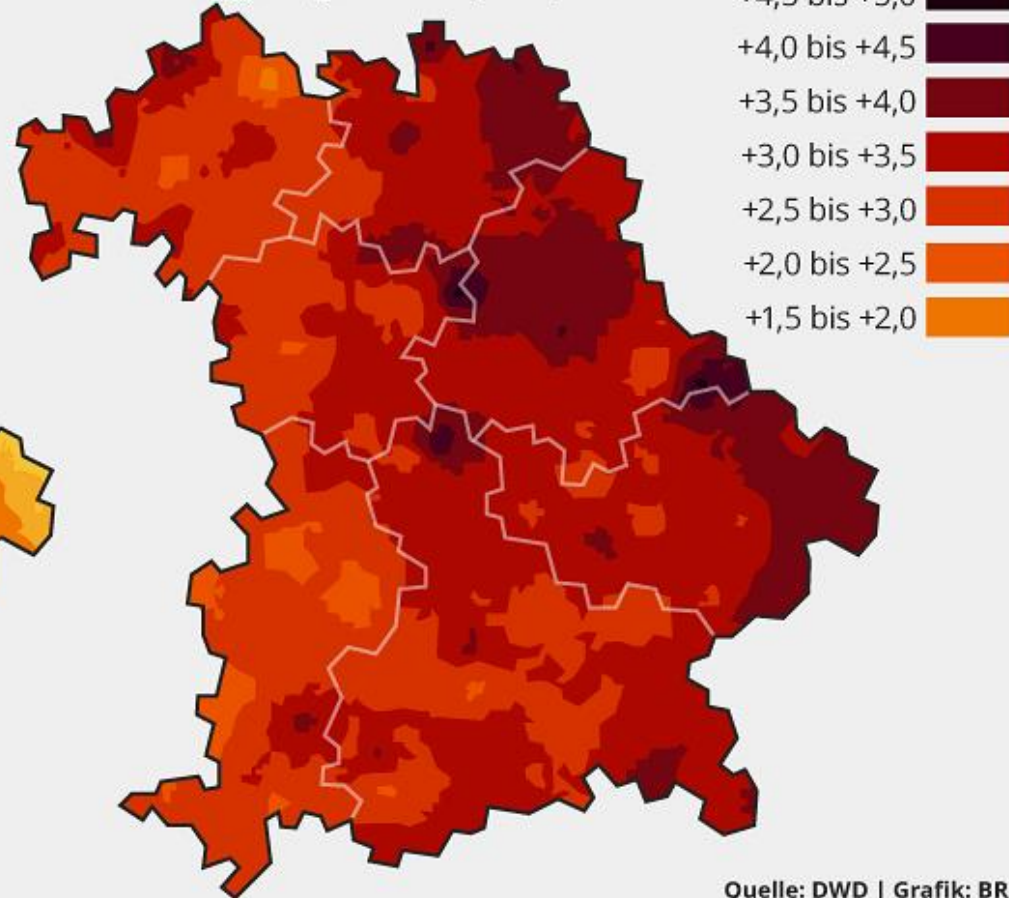 +4,0 bis +4,5
+3,5 bis +4,0
+3,0 bis +3,5
+2,5 bis +3,0
+2,0 bis +2,5
+1,5 bis +2,0
Quelle: DWD | Grafik: BR